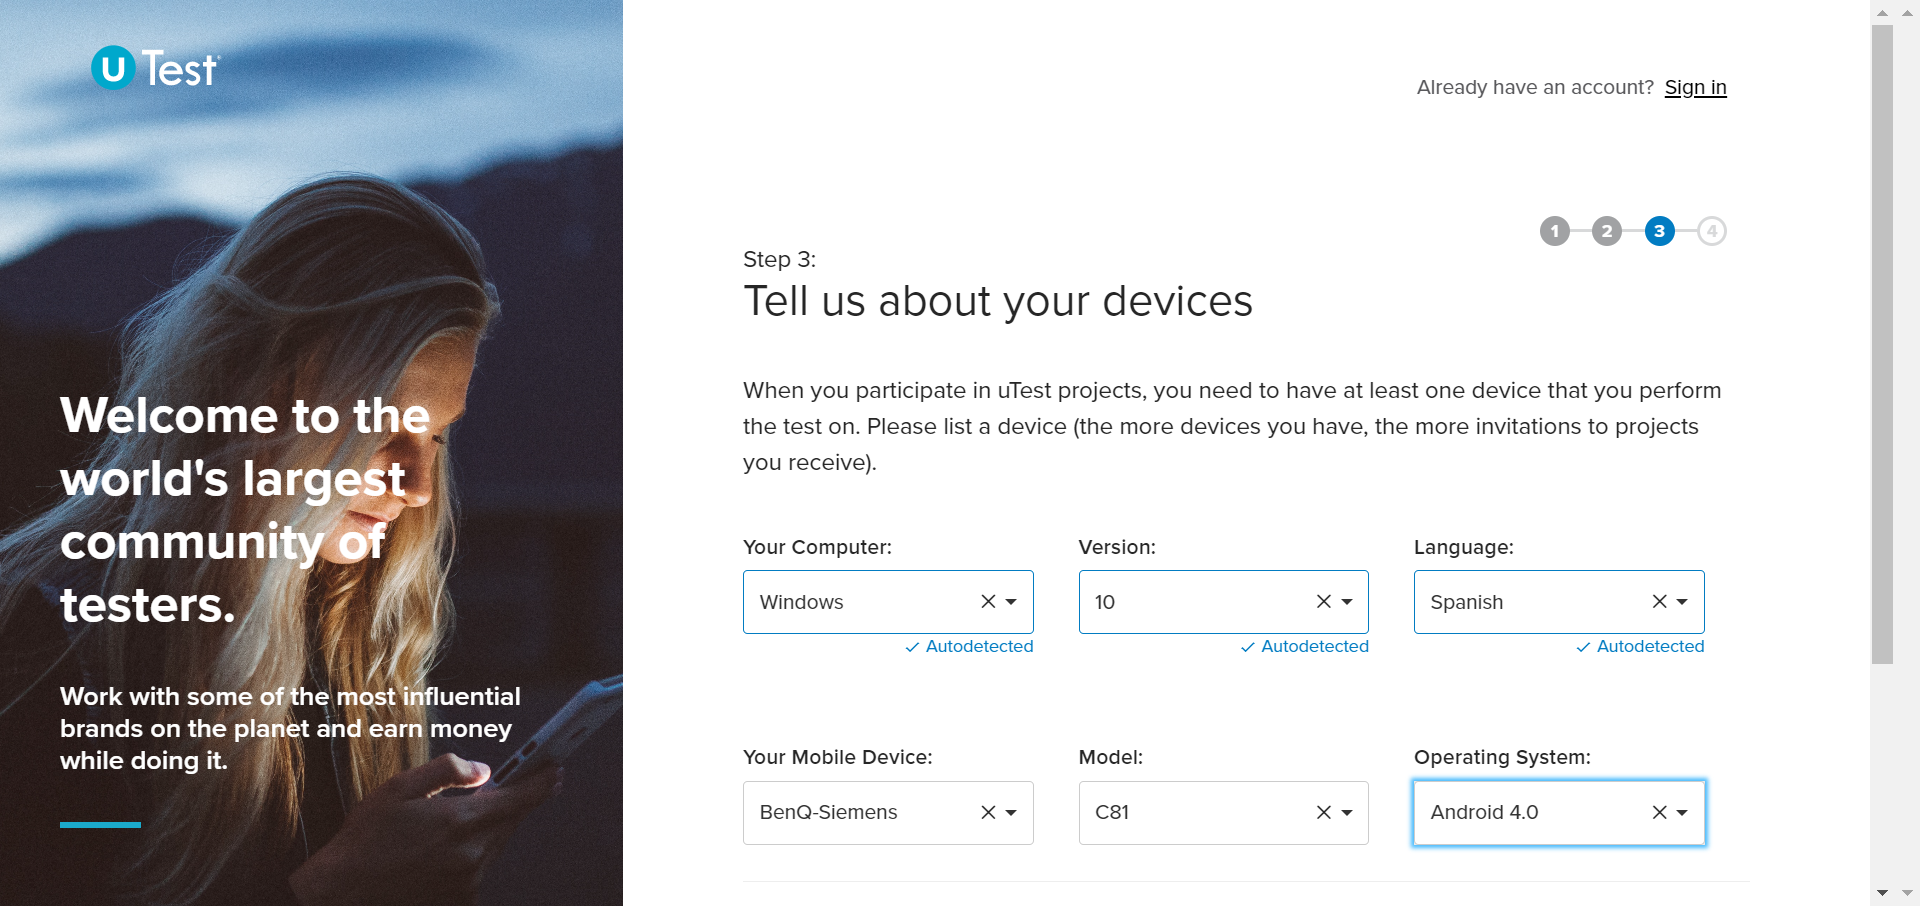 u Test
Already have an account? Sign in
1 2 3 4
Step 3:
Tell us about your devices
When you participate in uTest projects, you need to have at least one device that you perform
the test on. Please list a device (the more devices you have, the more invitations to projects
you receive).
Welcome to the
world's largest
community of
testers.
Work with some of the most influential
brands on the planet and earn money
while doing it.
Your Computer: Version: Language:
Windows 10 Spanish
Autodetected Autodetected Autodetected
Your Mobile Device: Model: Operating System:
BenQ-Siemens C81 Android 4.0